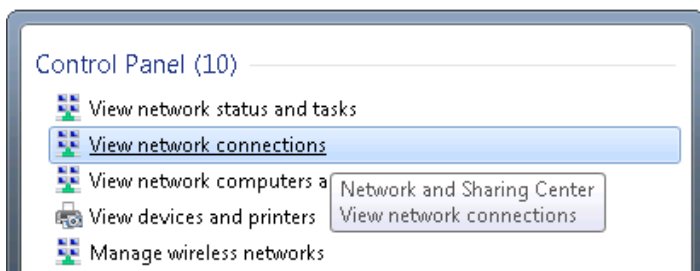 Control Panel (10)
View network status and tasks
View network connections
View network computers a
Network and Sharing Center
View network connections
View devices and printers
Manage wireless networks